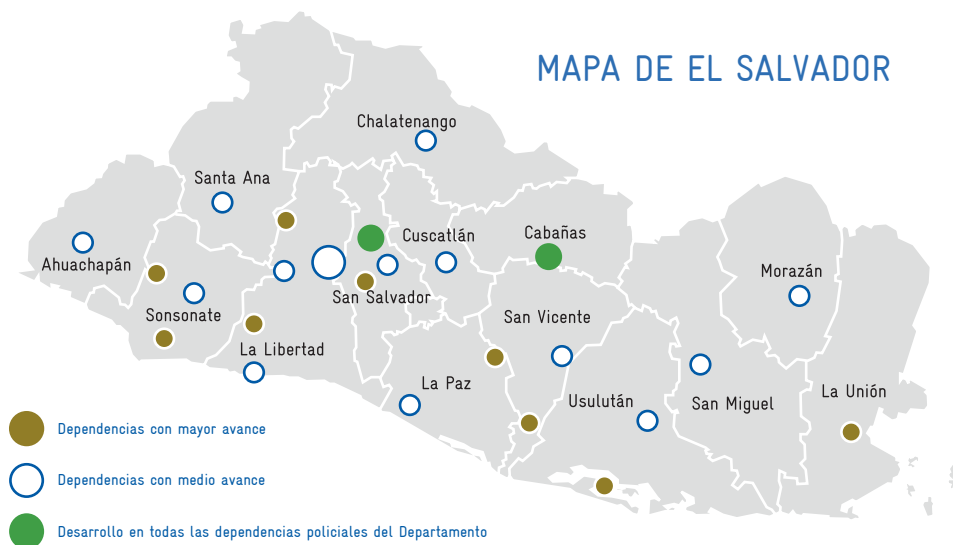 MAPA DE EL SALVADOR
Chalatenango
Santa Ana
Cuscatlán
Cabañas
Ahuachapán
Morazán
San Salvador
Sonsonate
San Vicente
La Libertad
La Paz
Usulután
San Miguel
La Unión
Dependencias con mayor avance
Dependencias con medio avance
Desarrollo en todas las dependencias policiales del Departamento